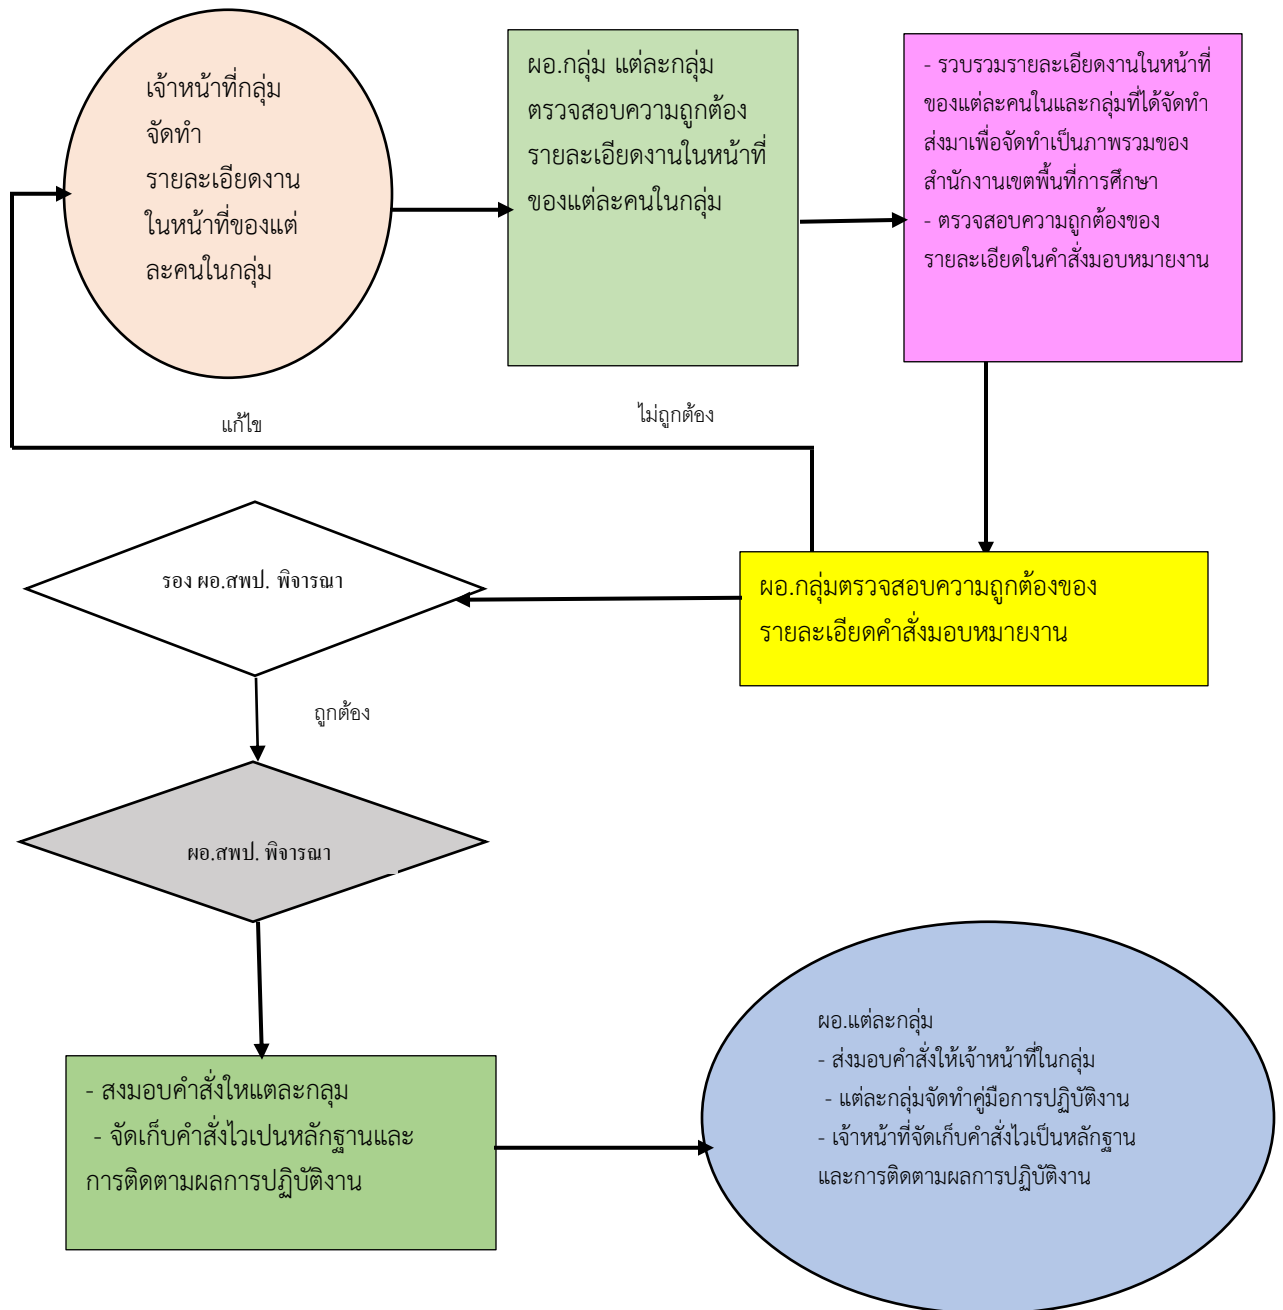 เจ้าหน้าที่กลุ่ม
จัดทำ
รายละเอียดงาน
ในหน้าที่ของแต่
ละคนในกลุ่ม
ผอ.กลุ่ม แต่ละกลุ่ม
ตรวจสอบความถูกต้อง
รายละเอียดงานในหน้าที่
ของแต่ละคนในกลุ่ม
- รวบรวมรายละเอียดงานในหน้าที่
ของแต่ละคนในและกลุ่มที่ได้จัดทำ
ส่งมาเพื่อจัดทำเป็นภาพรวมของ
สำนักงานเขตพื้นที่การศึกษา
- ตรวจสอบความถูกต้องของ
รายละเอียดในคำสั่งมอบหมายงาน
แก้ไข
ไม่ถูกต้อง
รอง ผอ.สพป. พิจารณา
ผอ.กลุ่มตรวจสอบความถูกต้องของ
รายละเอียดคำสั่งมอบหมายงาน
ถูกต้อง
ผอ.สพป. พิจารณา
- สงมอบคำสั่งใหแตละกลุม
- จัดเก็บคำสั่งไวเปนหลักฐานและ
การติดตามผลการปฏิบัติงาน
ผอ.แต่ละกลุ่ม
- ส่งมอบคำสั่งให้เจ้าหน้าที่ในกลุ่ม
- แต่ละกลุ่มจัดทำคู่มือการปฏิบัติงาน
- เจ้าหน้าที่จัดเก็บคำสั่งไวเป็นหลักฐาน
และการติดตามผลการปฏิบัติงาน